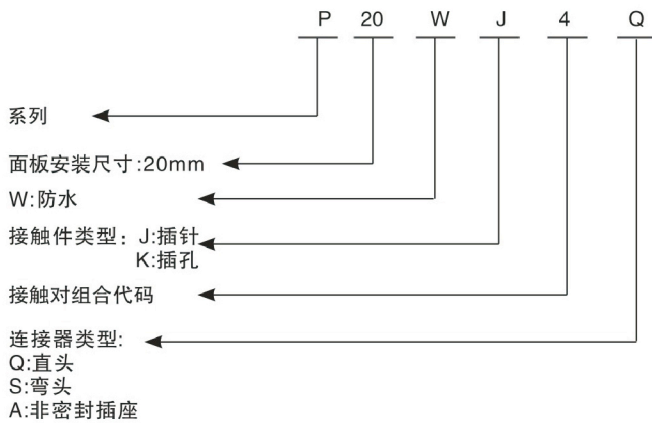 P 20 W J 4 Q
系列
面板安装尺寸:20mm
W:防水
接触件类型：J:插针
K:插孔
接触对组合代码
连接器类型:
Q:直头
S:弯头
A:非密封插座